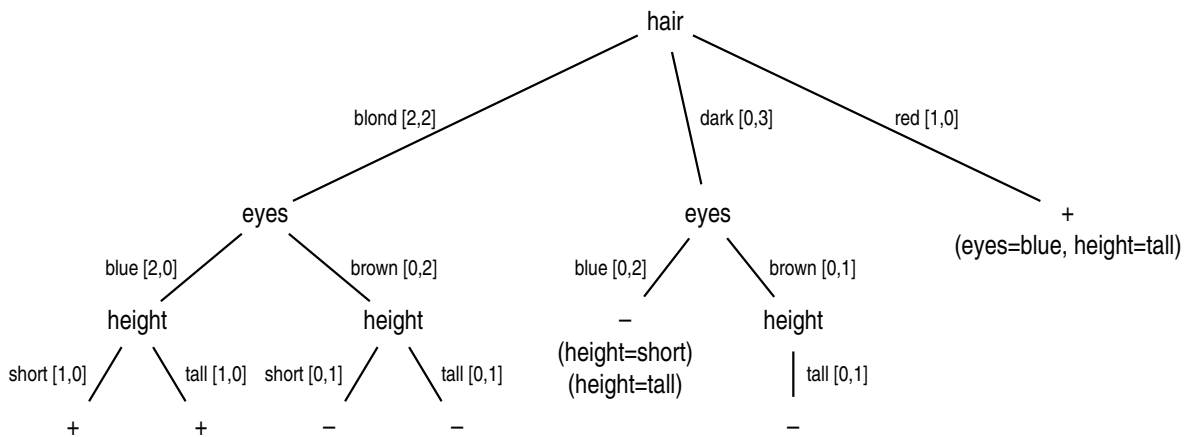 hair
blond [2,2]
dark [0,3]
red [1,0]
eyes
eyes
+
(eyes=blue, height=tall)
blue [2,0]
brown [0,2]
blue [0,2]
brown [0,1]
height
height
–
(height=short)
(height=tall)
height
short [1,0]
tall [1,0]
short [0,1]
tall [0,1]
tall [0,1]
+
+
–
–
–